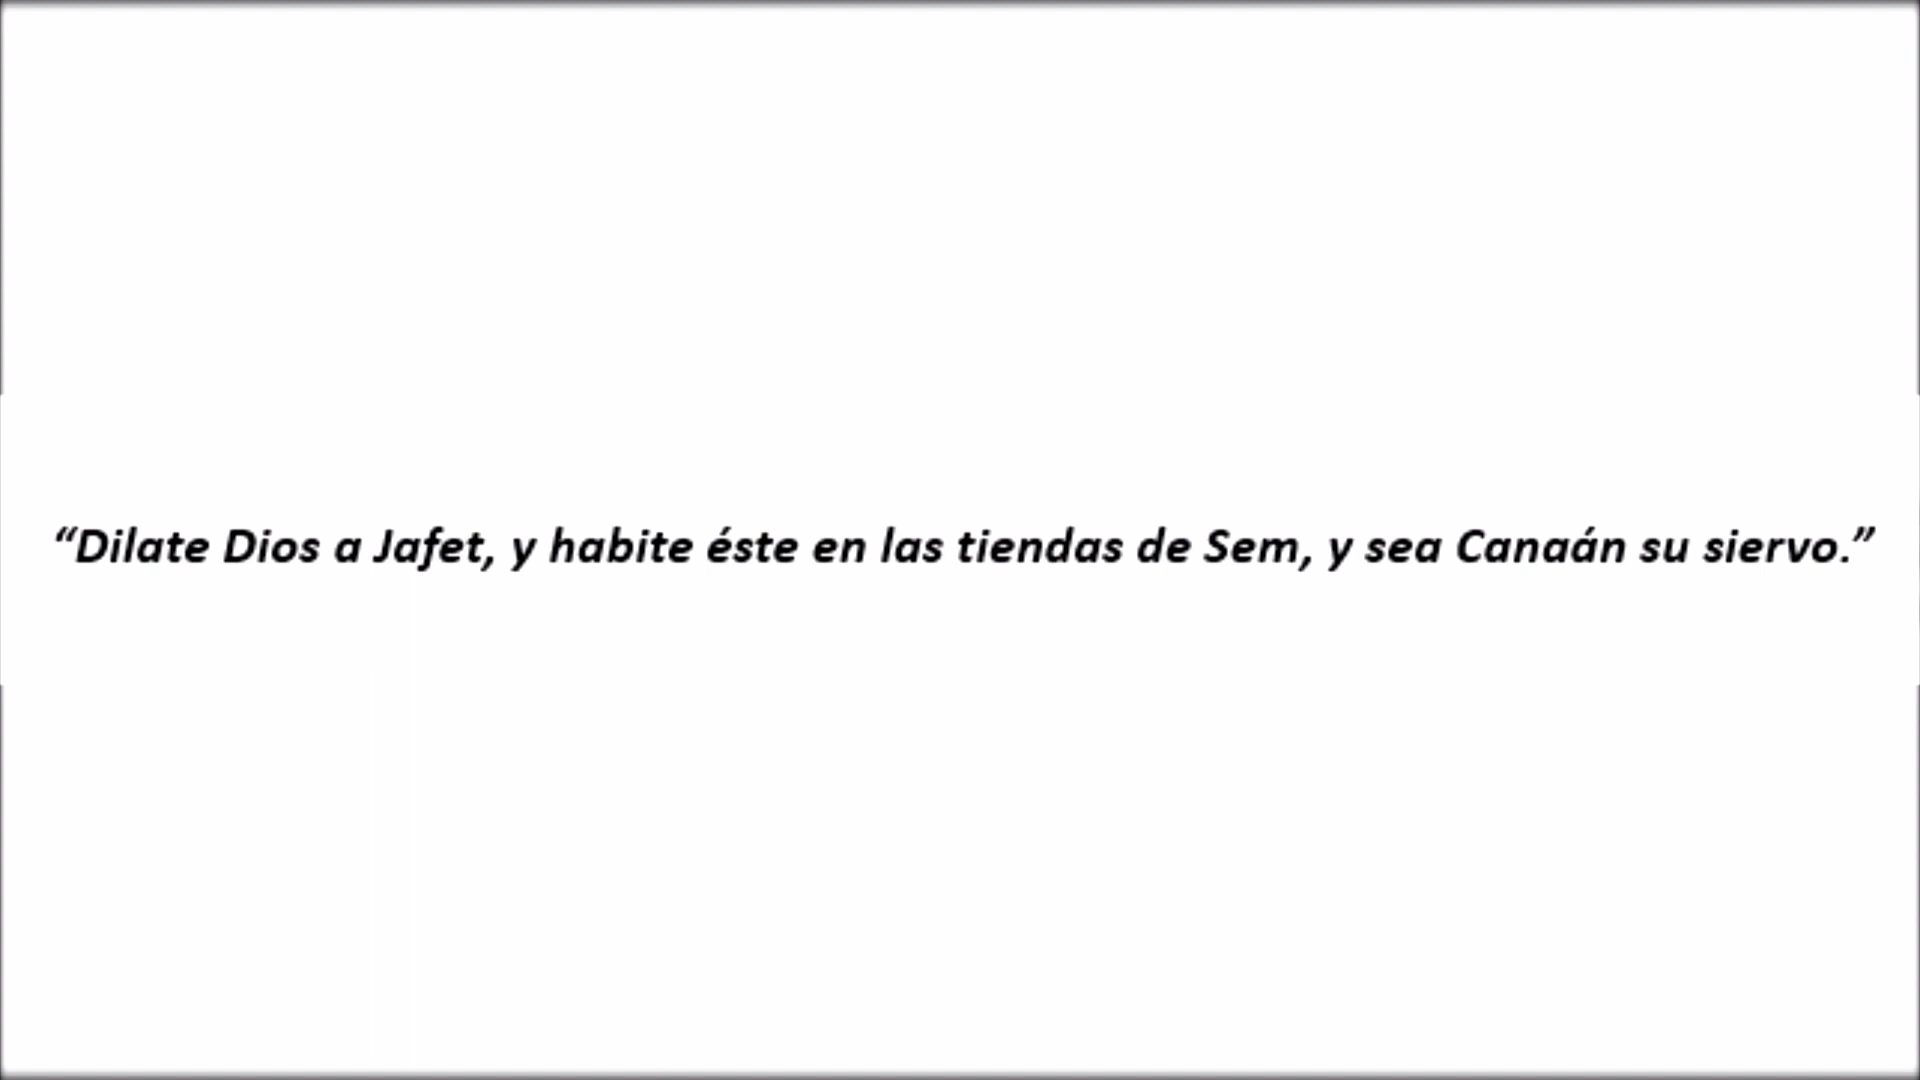 “Dilate Dios a Jafet, y habite éste en las tiendas de Sem, y sea Canaán su siervo.”